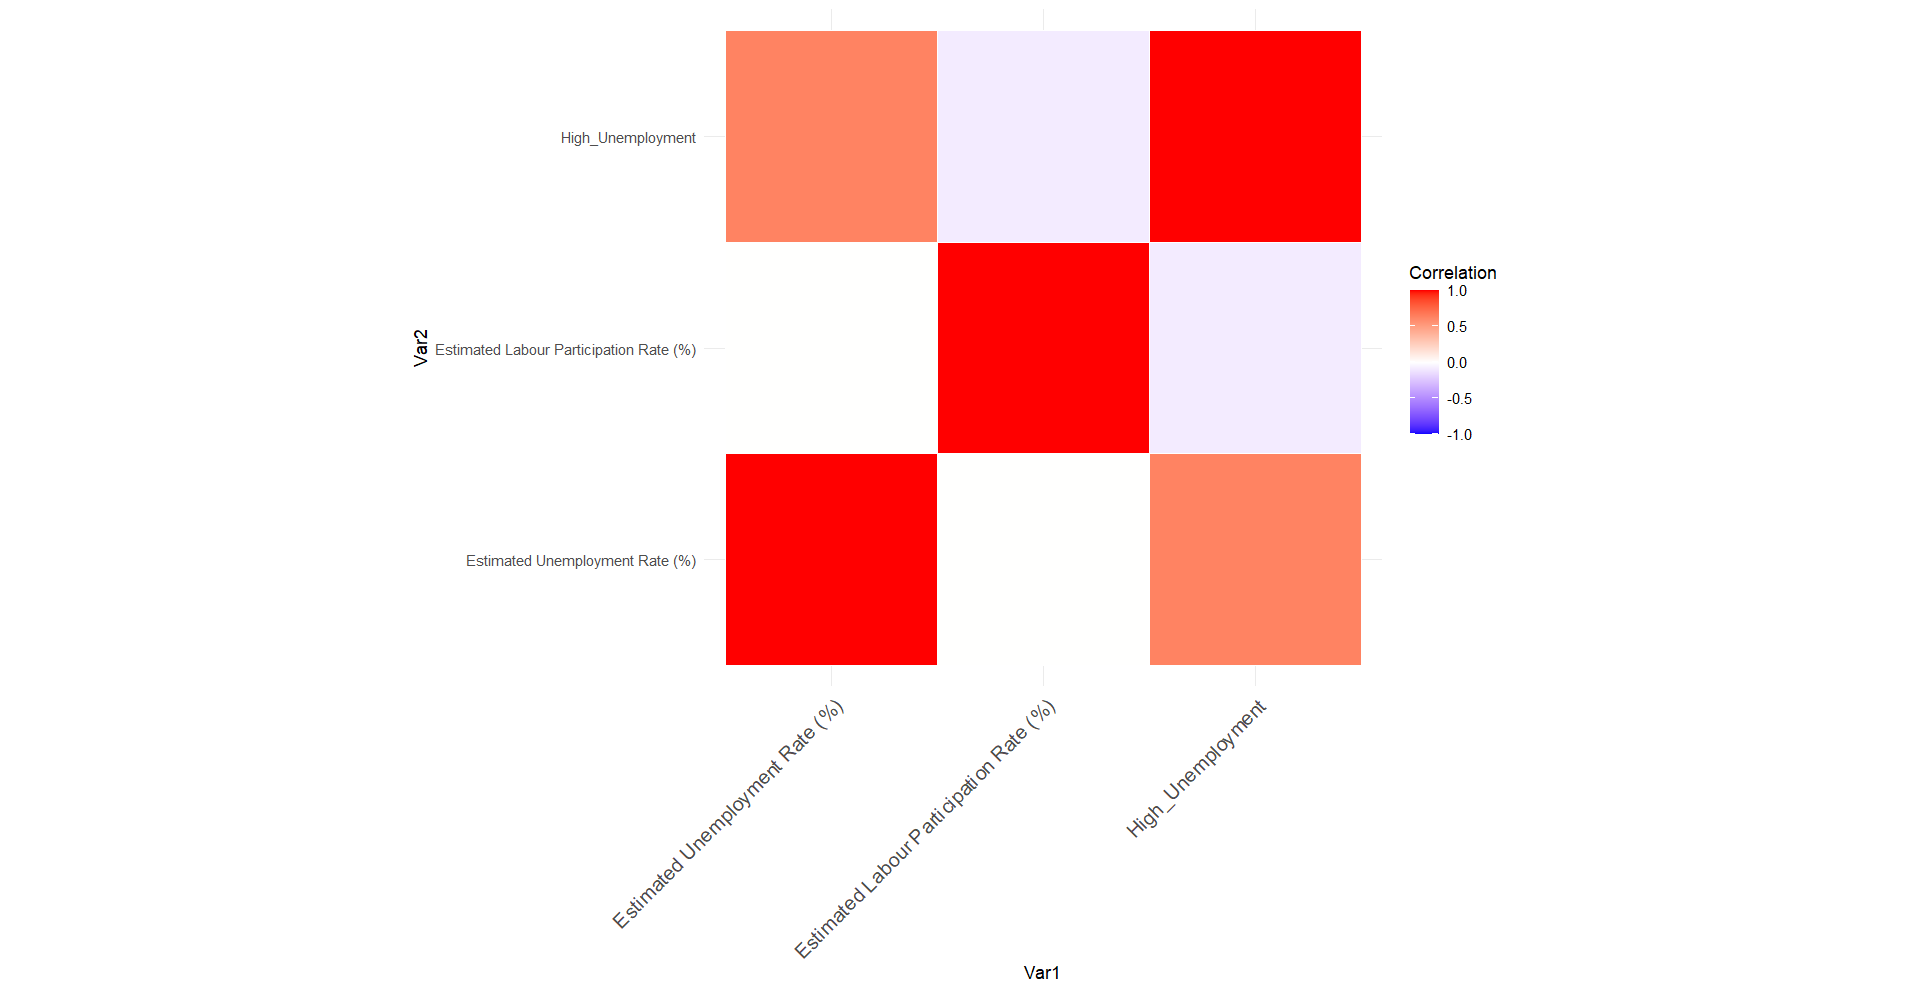 High_Unemployment
Estimated Labour Participation Rate (%)
Estimated Unemployment Rate (%)
Var2
Estimated Unemployment Rate (%)
Estimated Labour Participation Rate (%)
High_Unemployment
Var1
Correlation
1.0
0.5
0.0
-0.5
-1.0